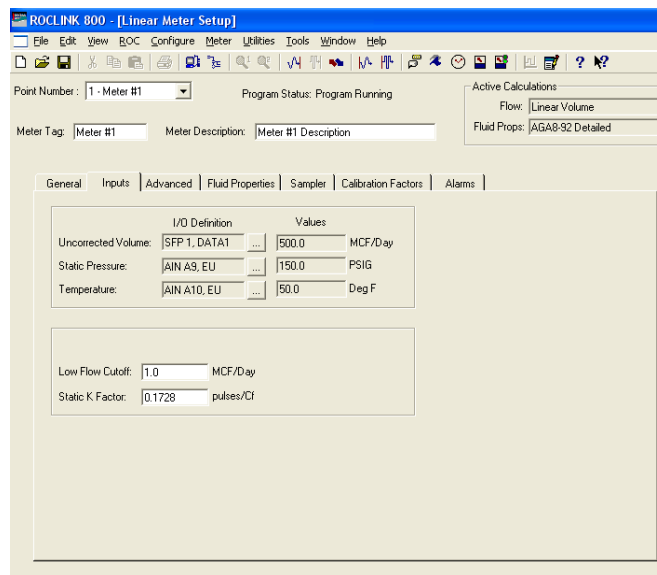 ROCLINK 800 - [Linear Meter Setup]
File Edit View ROC Configure Meter Utilities Tools Window Help
Point Number : 1 - Meter #1 Program Status: Program Running
Active Calculations
Flow: Linear Volume
Fluid Props: AGA8-92 Detailed
Meter Tag: Meter #1 Meter Description: Meter #1 Description
General Inputs Advanced Fluid Properties Sampler Calibration Factors Alarms
I/O Definition Values
Uncorrected Volume: SFP 1, DATA1 ... 500.0 MCF/Day
Static Pressure: AIN A9, EU ... 150.0 PSIG
Temperature: AIN A10, EU ... 50.0 Deg F
Low Flow Cutoff: 1.0 MCF/Day
Static K Factor: 0.1728 pulses/Cf